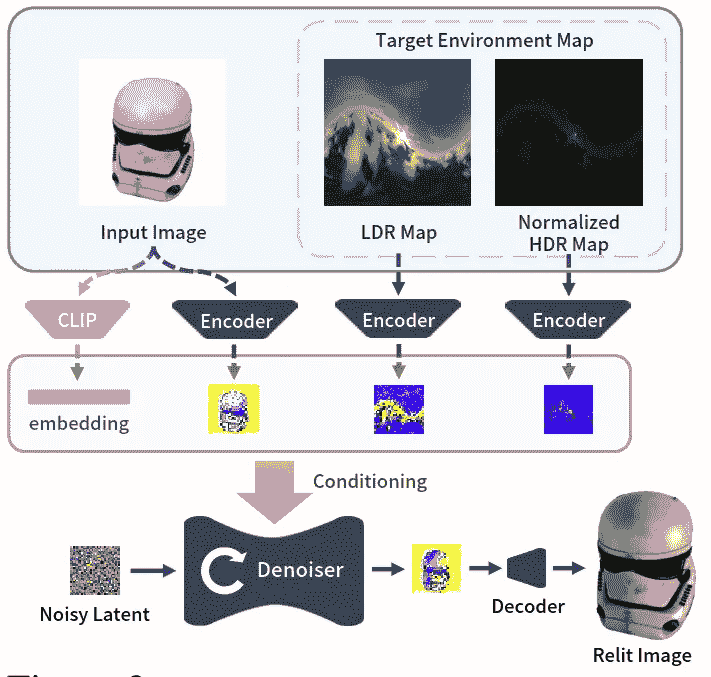 Target Environment Map
Input Image
LDR Map
Normalized
HDR Map
CLIP
Encoder
Encoder
Encoder
embedding
Conditioning
Denoiser
Noisy Latent
Decoder
Relit Image